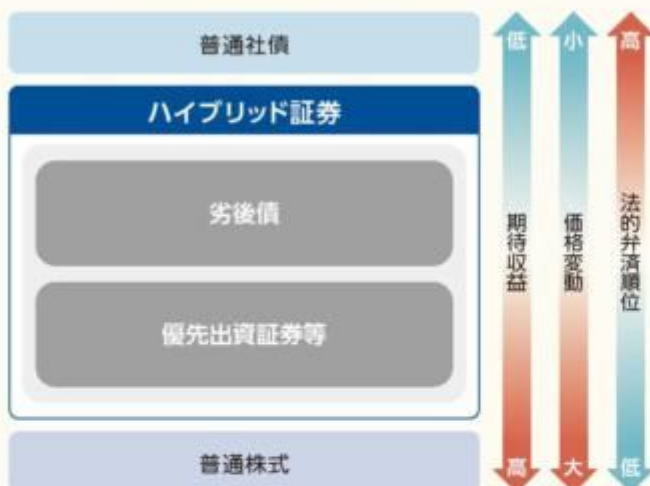 普通社債
ハイブリッド証券
劣後債
優先出資証券等
普通株式
低
期待収益
高
小
価格変動
大
高
法的弁済順位
低